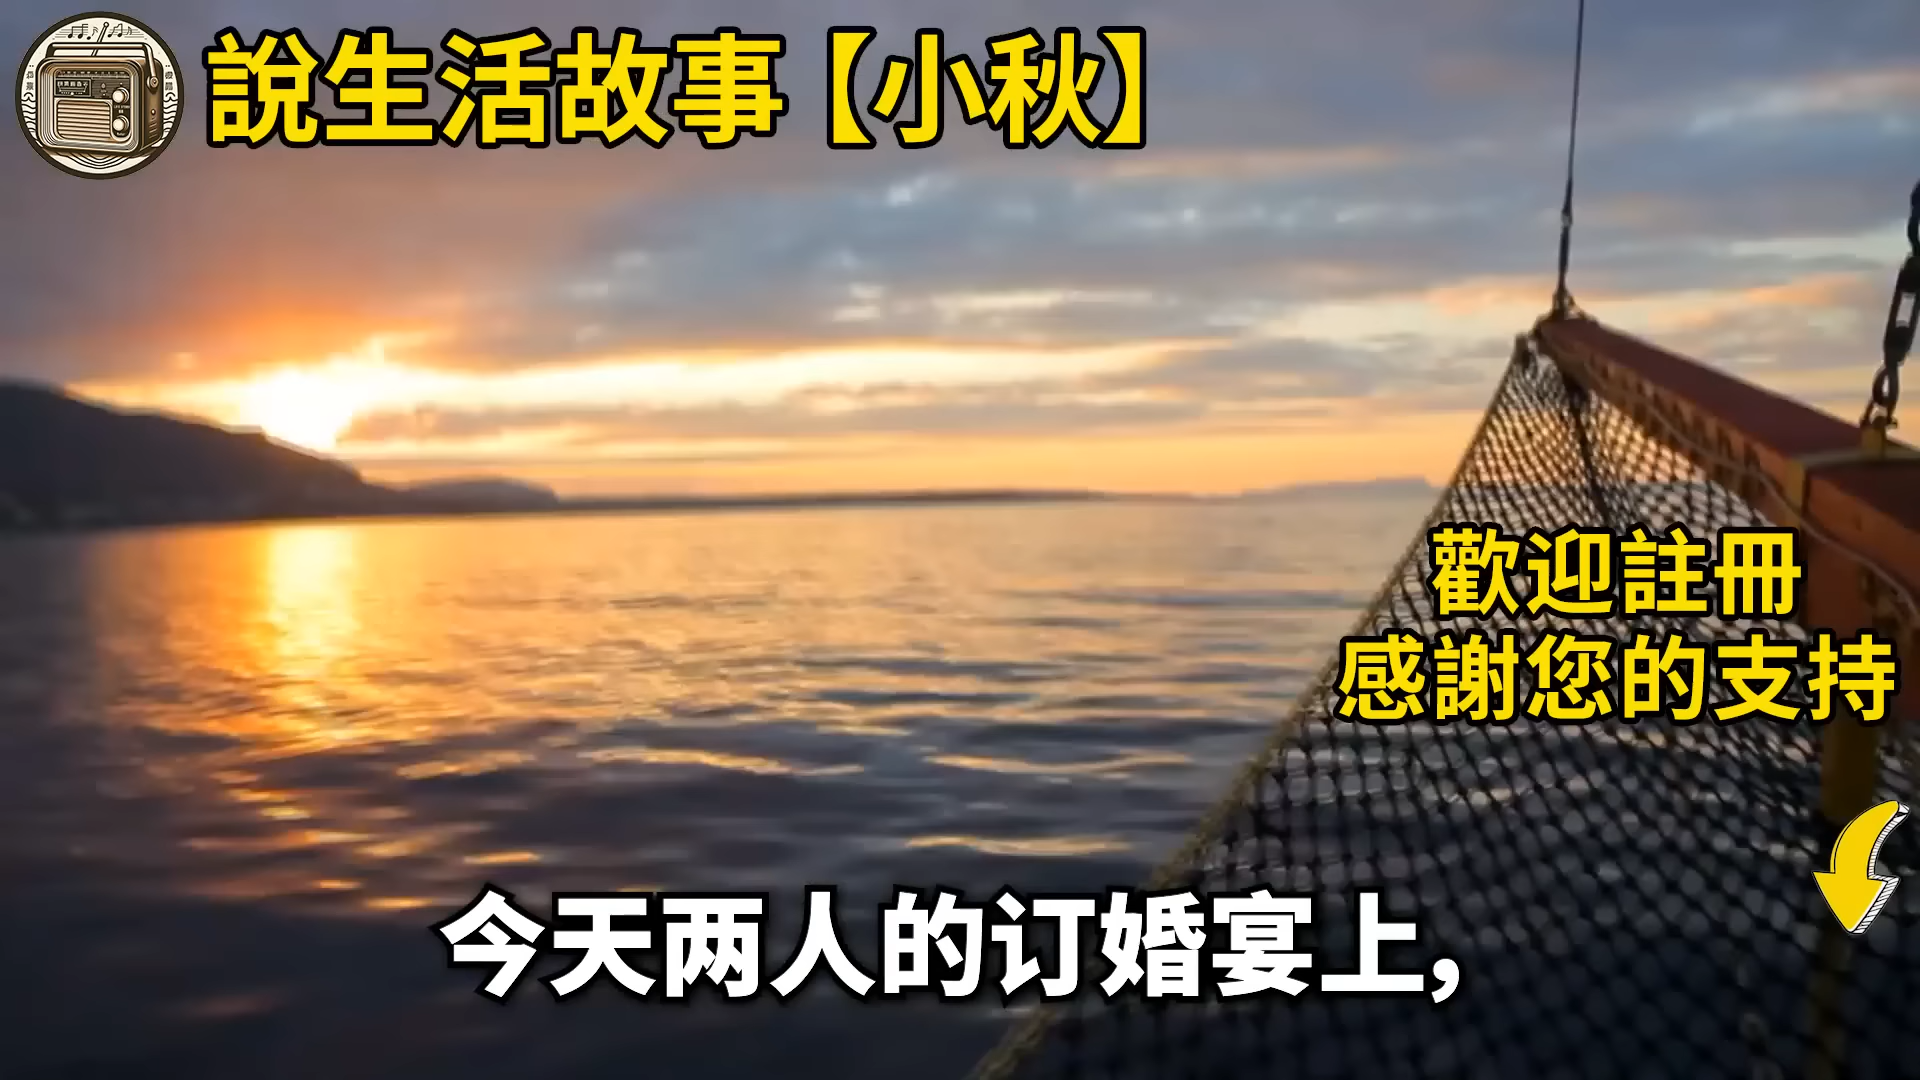 說生活故事【小秋】
歡迎註冊
感謝您的支持
今天两人的订婚宴上,